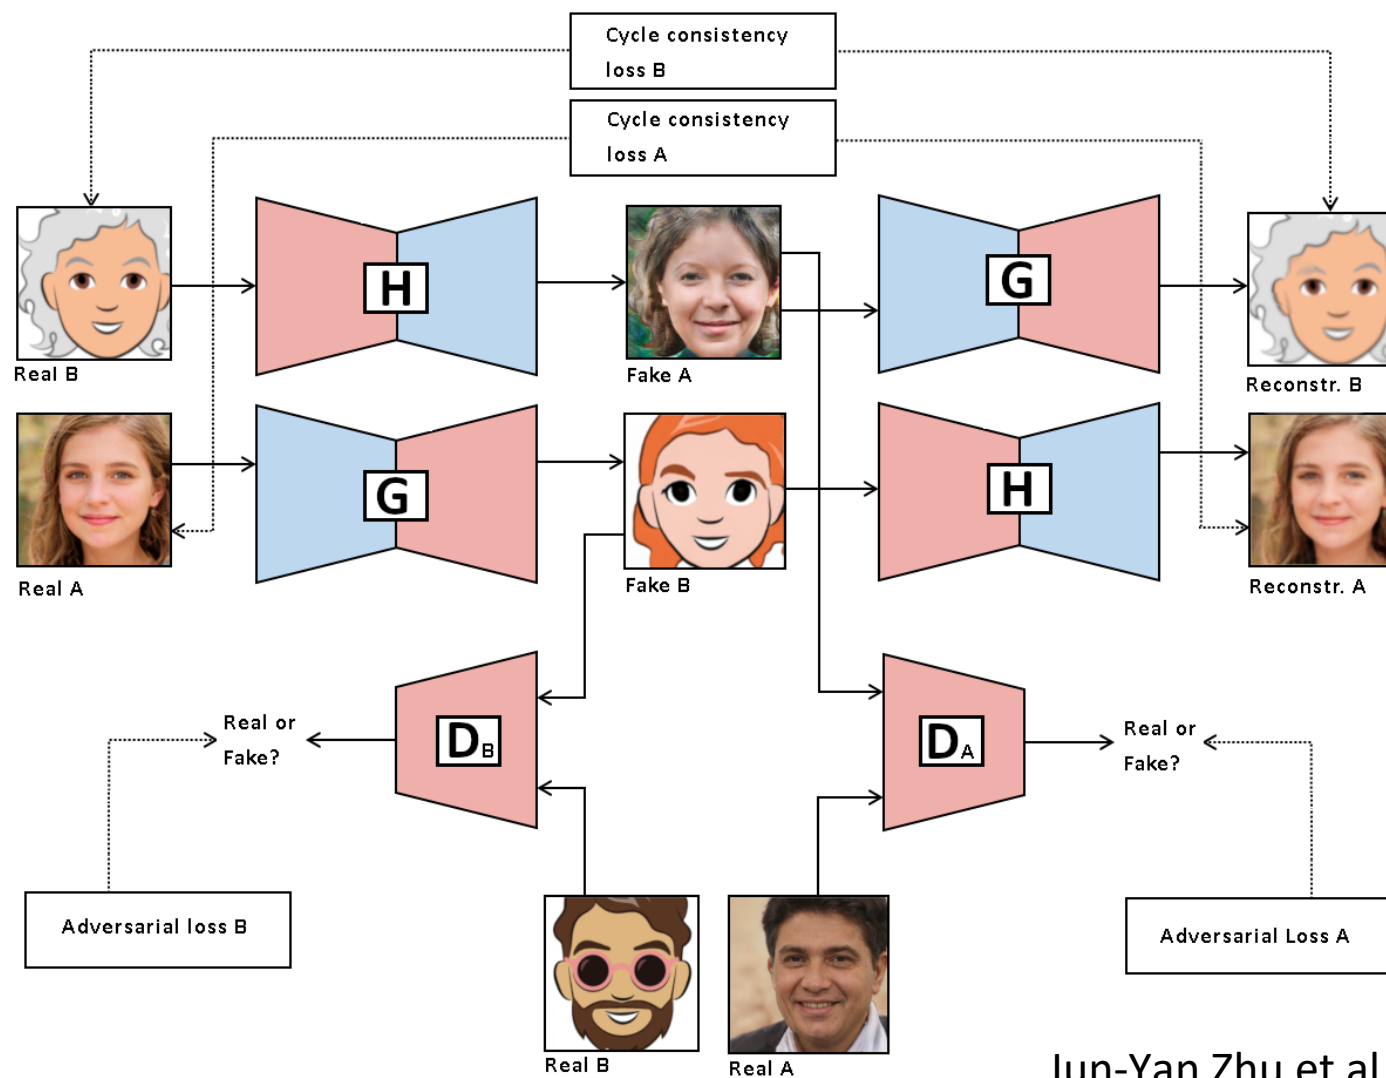 Cycle consistency
loss B
Cycle consistency
loss A
H
G
Real B
Fake A
Reconstr. B
G
H
Real A
Fake B
Reconstr. A
Real or
Fake?
DB
DA
Real or
Fake?
Adversarial loss B
Adversarial Loss A
Real B
Real A
Jun-Yan Zhu et al